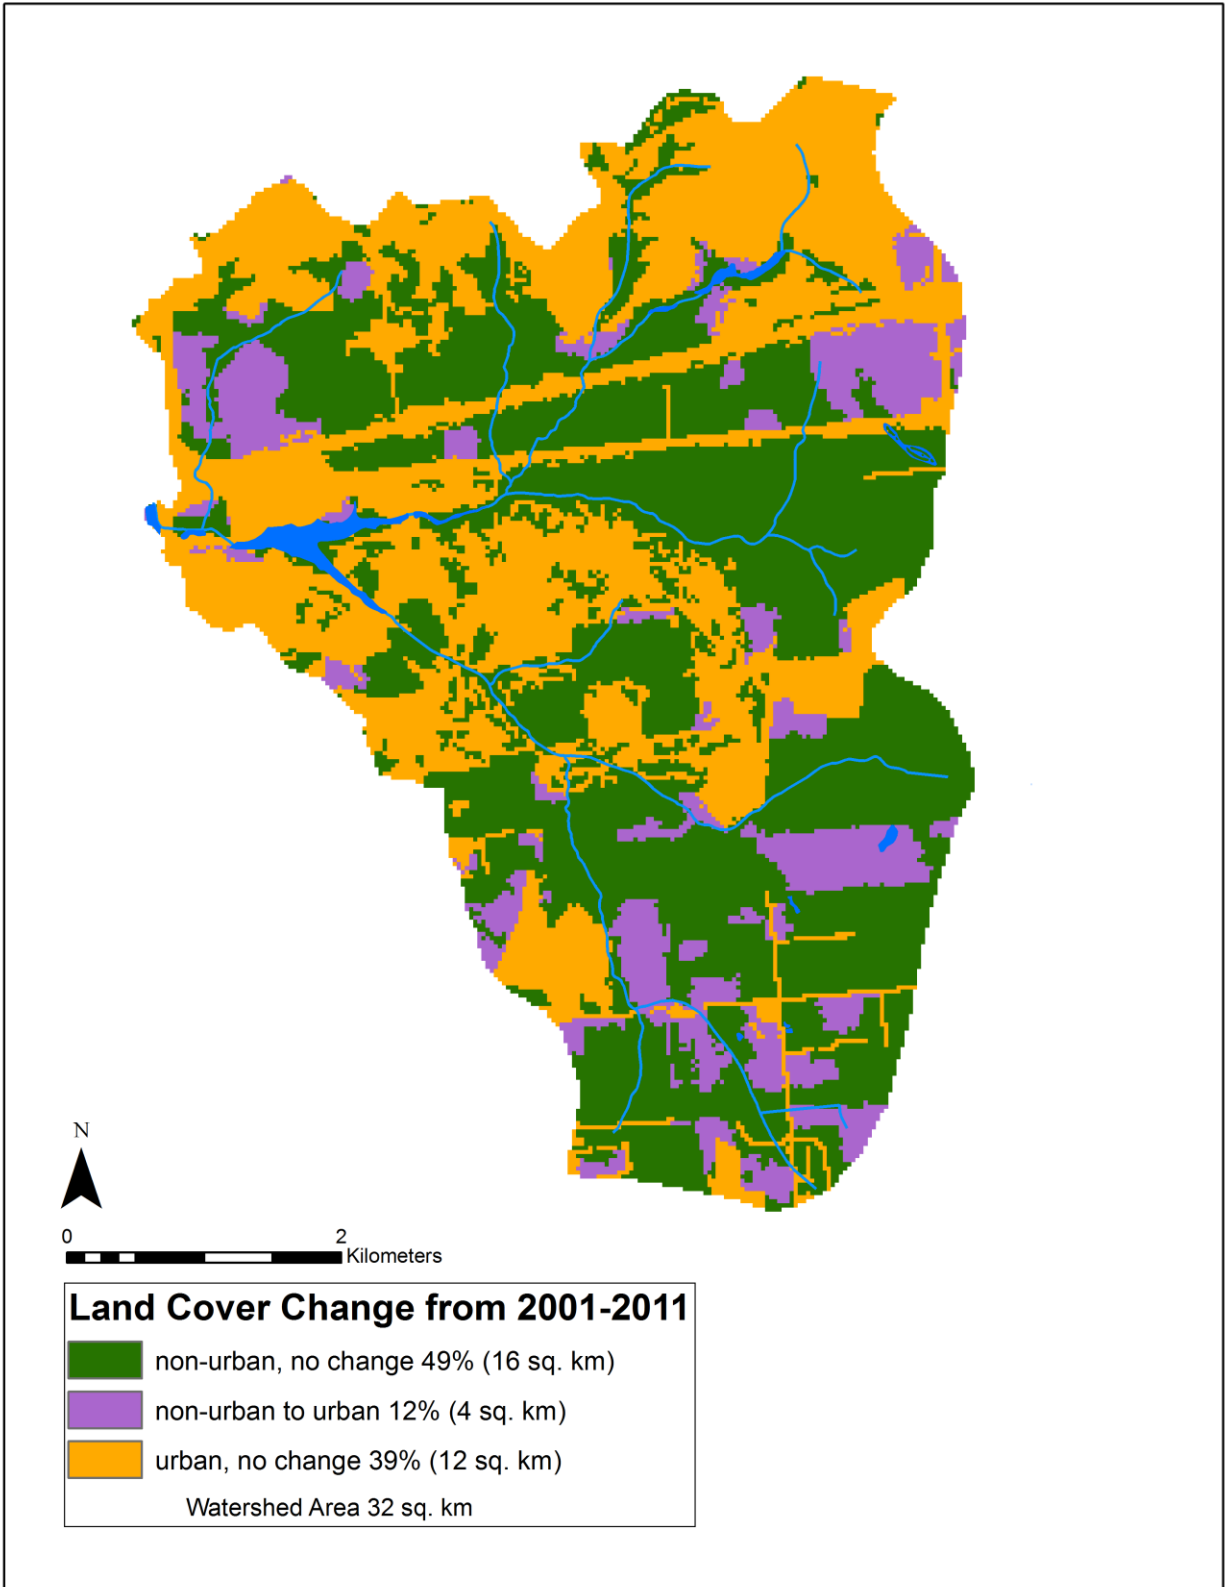 N
0 2
Kilometers
Land Cover Change from 2001-2011
non-urban, no change 49% (16 sq. km)
non-urban to urban 12% (4 sq. km)
urban, no change 39% (12 sq. km)
Watershed Area 32 sq. km